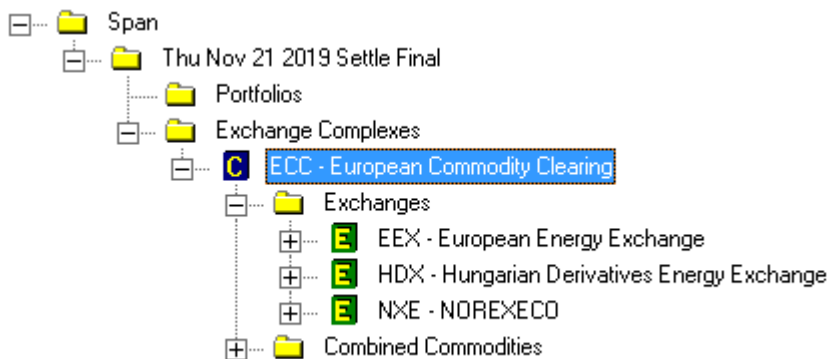 Span
Thu Nov 21 2019 Settle Final
Portfolios
Exchange Complexes
C ECC - European Commodity Clearing
Exchanges
E EEX - European Energy Exchange
E HDX - Hungarian Derivatives Energy Exchange
E NXE - NOREXECO
Combined Commodities